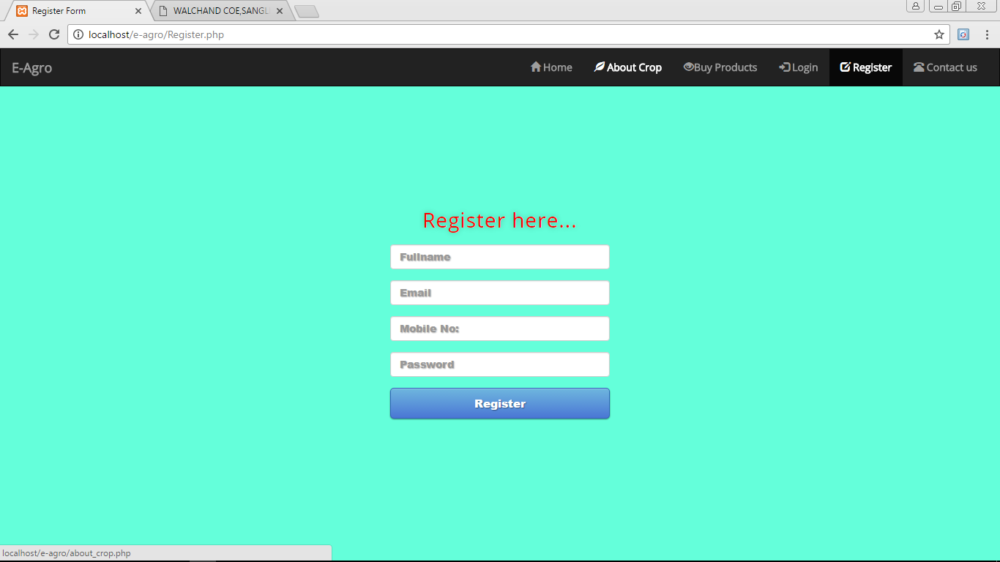 Register Form
WALCHAND COE,SANGLI
localhost/e-agro/Register.php
E-Agro
Home
About Crop
Buy Products
Login
Register
Contact us
Register here...
Fullname
Email
Mobile No:
Password
Register
localhost/e-agro/about_crop.php